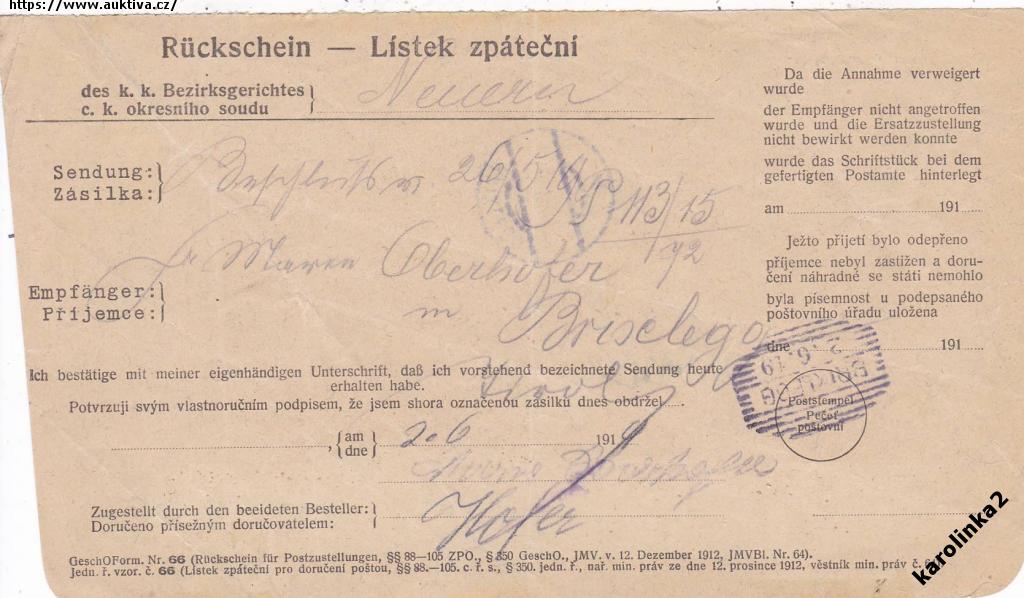 https://www.auktiva.cz/
Rückschein — Lístek zpáteční
des k. k. Bezirksgerichtes
c. k. okresního soudu
Neuern
Sendung:
Zásilka:
Beschluss v. 26/5
113/15
Oberhofer
Empfänger:
Příjemce:
in Brixlegg
Tirol
Ich bestätige mit meiner eigenhändigen Unterschrift, daß ich vorstehend bezeichnete Sendung heute
erhalten habe.
Potvrzuji svým vlastnoručním podpisem, že jsem shora označenou zásilku dnes obdržel
am
dne
2.6
191
Zugestellt durch den beeideten Besteller:
Doručeno přísežným doručovatelem:
Hofer
GeschOForm. Nr. 66 (Rückschein für Postzustellungen, §§ 88—105 ZPO., § 350 GeschO., JMV. v. 12. Dezember 1912, JMVBl. Nr. 64).
Jedn. ř. vzor. č. 66 (Lístek zpáteční pro doručení poštou, §§ 88.—105. c. ř. s., § 350. jedn. ř., nař. min. práv ze dne 12. prosince 1912, věstník min. práv č.
Da die Annahme verweigert
wurde
der Empfänger nicht angetroffen
wurde und die Ersatzzustellung
nicht bewirkt werden konnte
wurde das Schriftstück bei dem
gefertigten Postamte hinterlegt
am 191
Ježto přijetí bylo odepřeno
příjemce nebyl zastižen a doru-
čení náhradně se státi nemohlo
byla písemnost u podepsaného
poštovního úřadu uložena
dne 191
Poststempel
Pečeť
poštovní
karolinka2